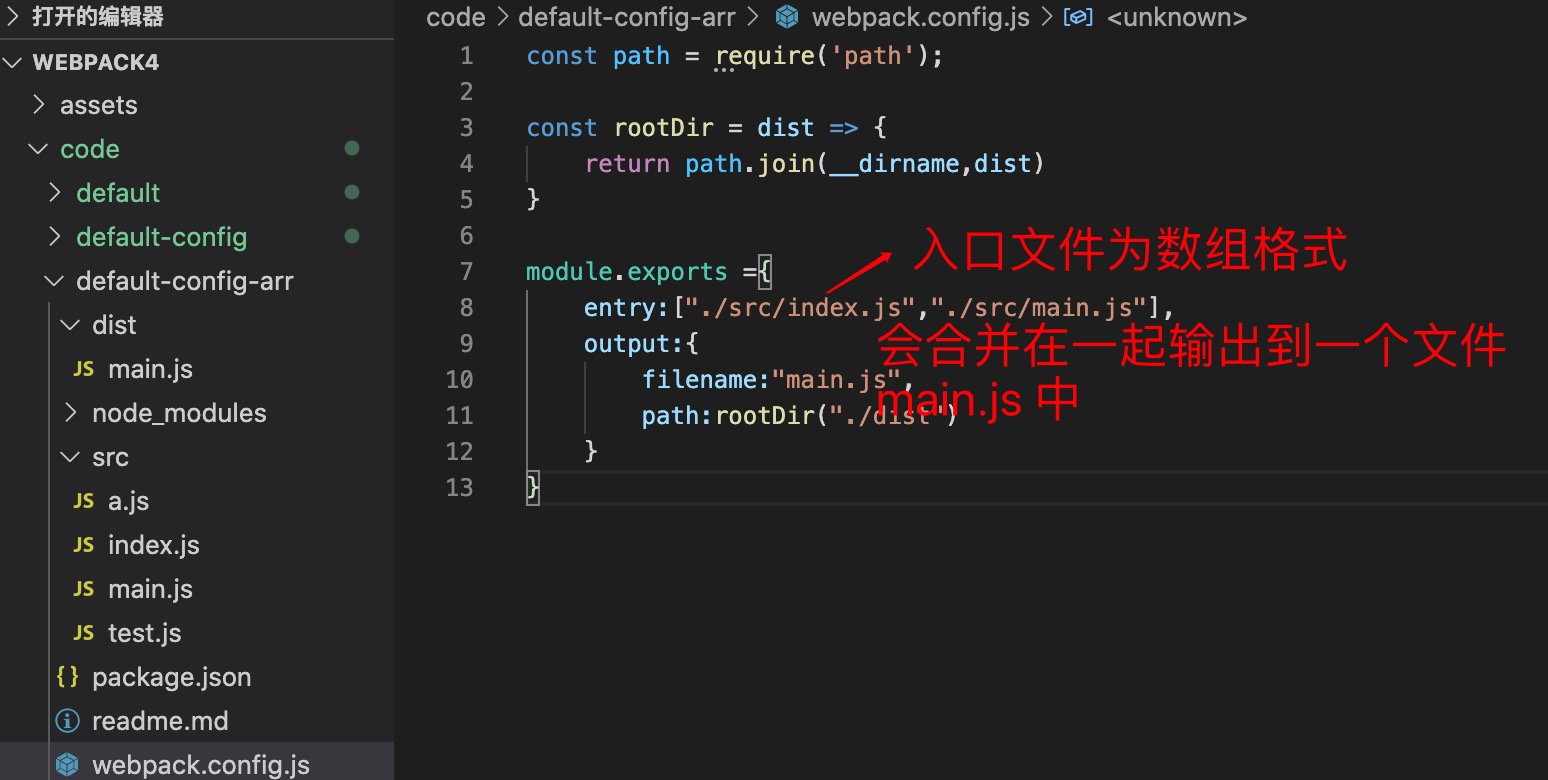 打开的编辑器
WEBPACK4
assets
code
default
default-config
default-config-arr
dist
JS main.js
node_modules
src
JS a.js
JS index.js
JS main.js
JS test.js
{} package.json
readme.md
webpack.config.js
code > default-config-arr > webpack.config.js > <unknown>
1 const path = require('path');
2
3 const rootDir = dist => {
4 return path.join(__dirname,dist)
5 }
6
7 module.exports ={
入口文件为数组格式
8 entry:["./src/index.js","./src/main.js"],
9 output:{
会合并在一起输出到一个文件
10 filename:"main.js",
main.js 中
11 path:rootDir("./dist")
12 }
13 }